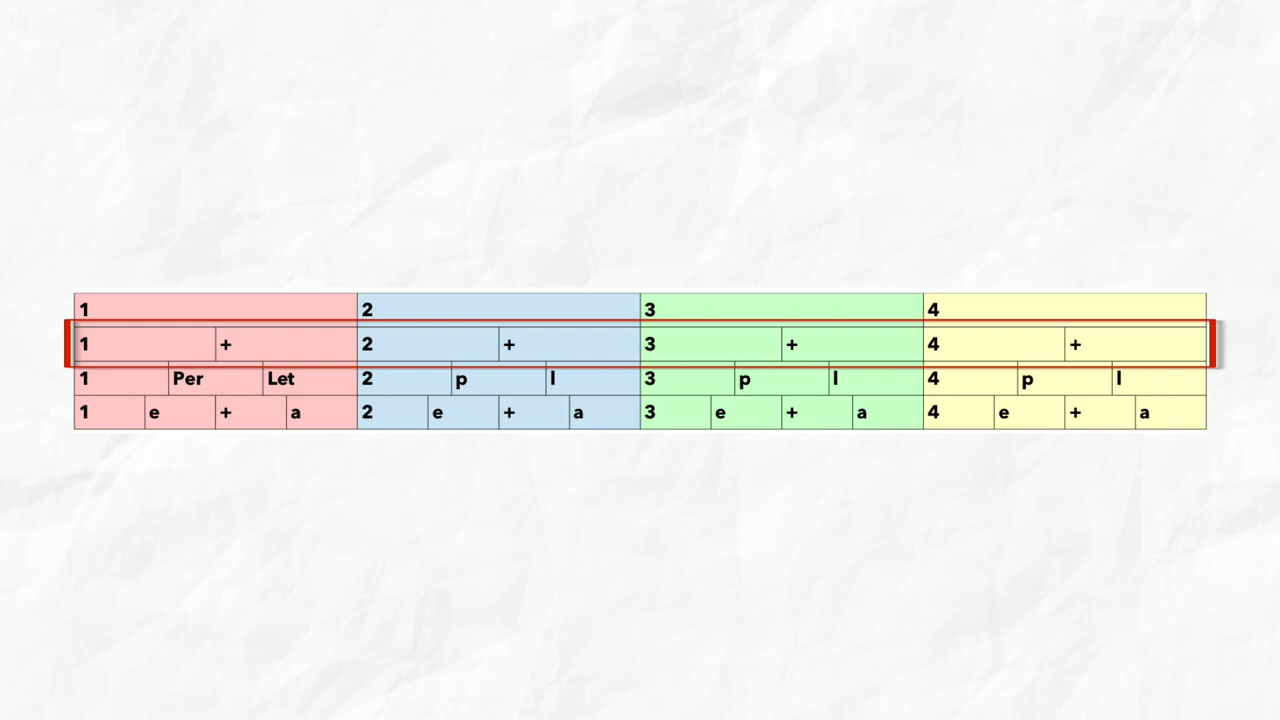 1 2 3 4
1 + 2 + 3 + 4 +
1 Per Let 2 p l 3 p l 4 p l
1 e + a 2 e + a 3 e + a 4 e + a